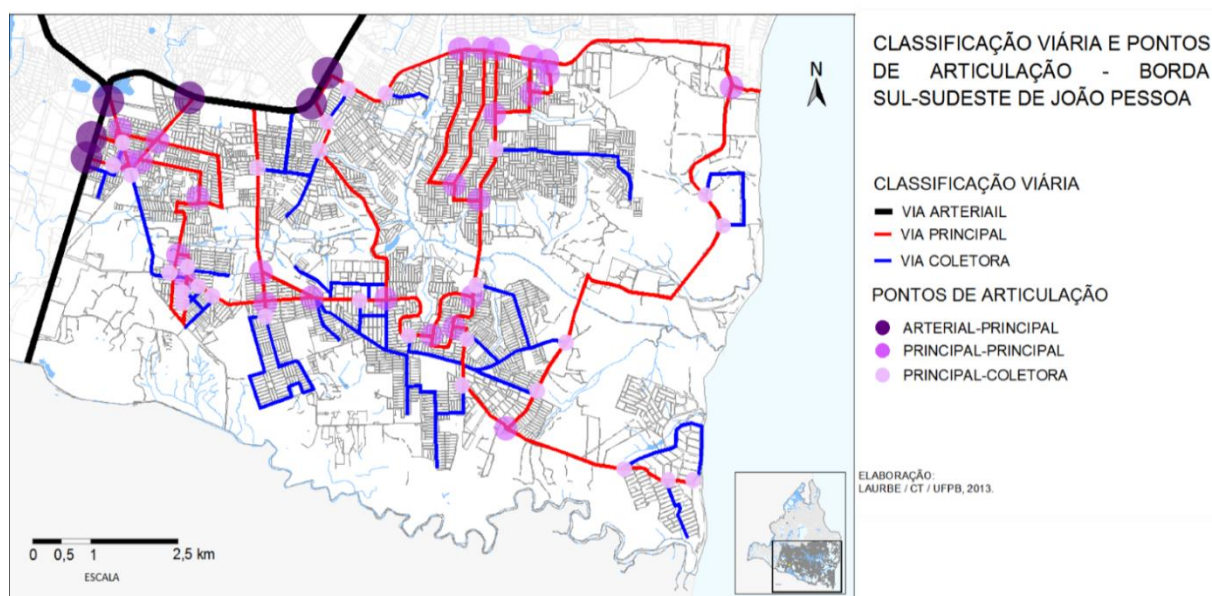 CLASSIFICAÇÃO VIÁRIA E PONTOS
DE ARTICULAÇÃO - BORDA
SUL-SUDESTE DE JOÃO PESSOA
N
CLASSIFICAÇÃO VIÁRIA
VIA ARTERIAIL
VIA PRINCIPAL
VIA COLETORA
PONTOS DE ARTICULAÇÃO
ARTERIAL-PRINCIPAL
PRINCIPAL-PRINCIPAL
PRINCIPAL-COLETORA
ELABORAÇÃO:
LAURBE / CT / UFPB, 2013.
0 0,5 1 2,5 km
ESCALA